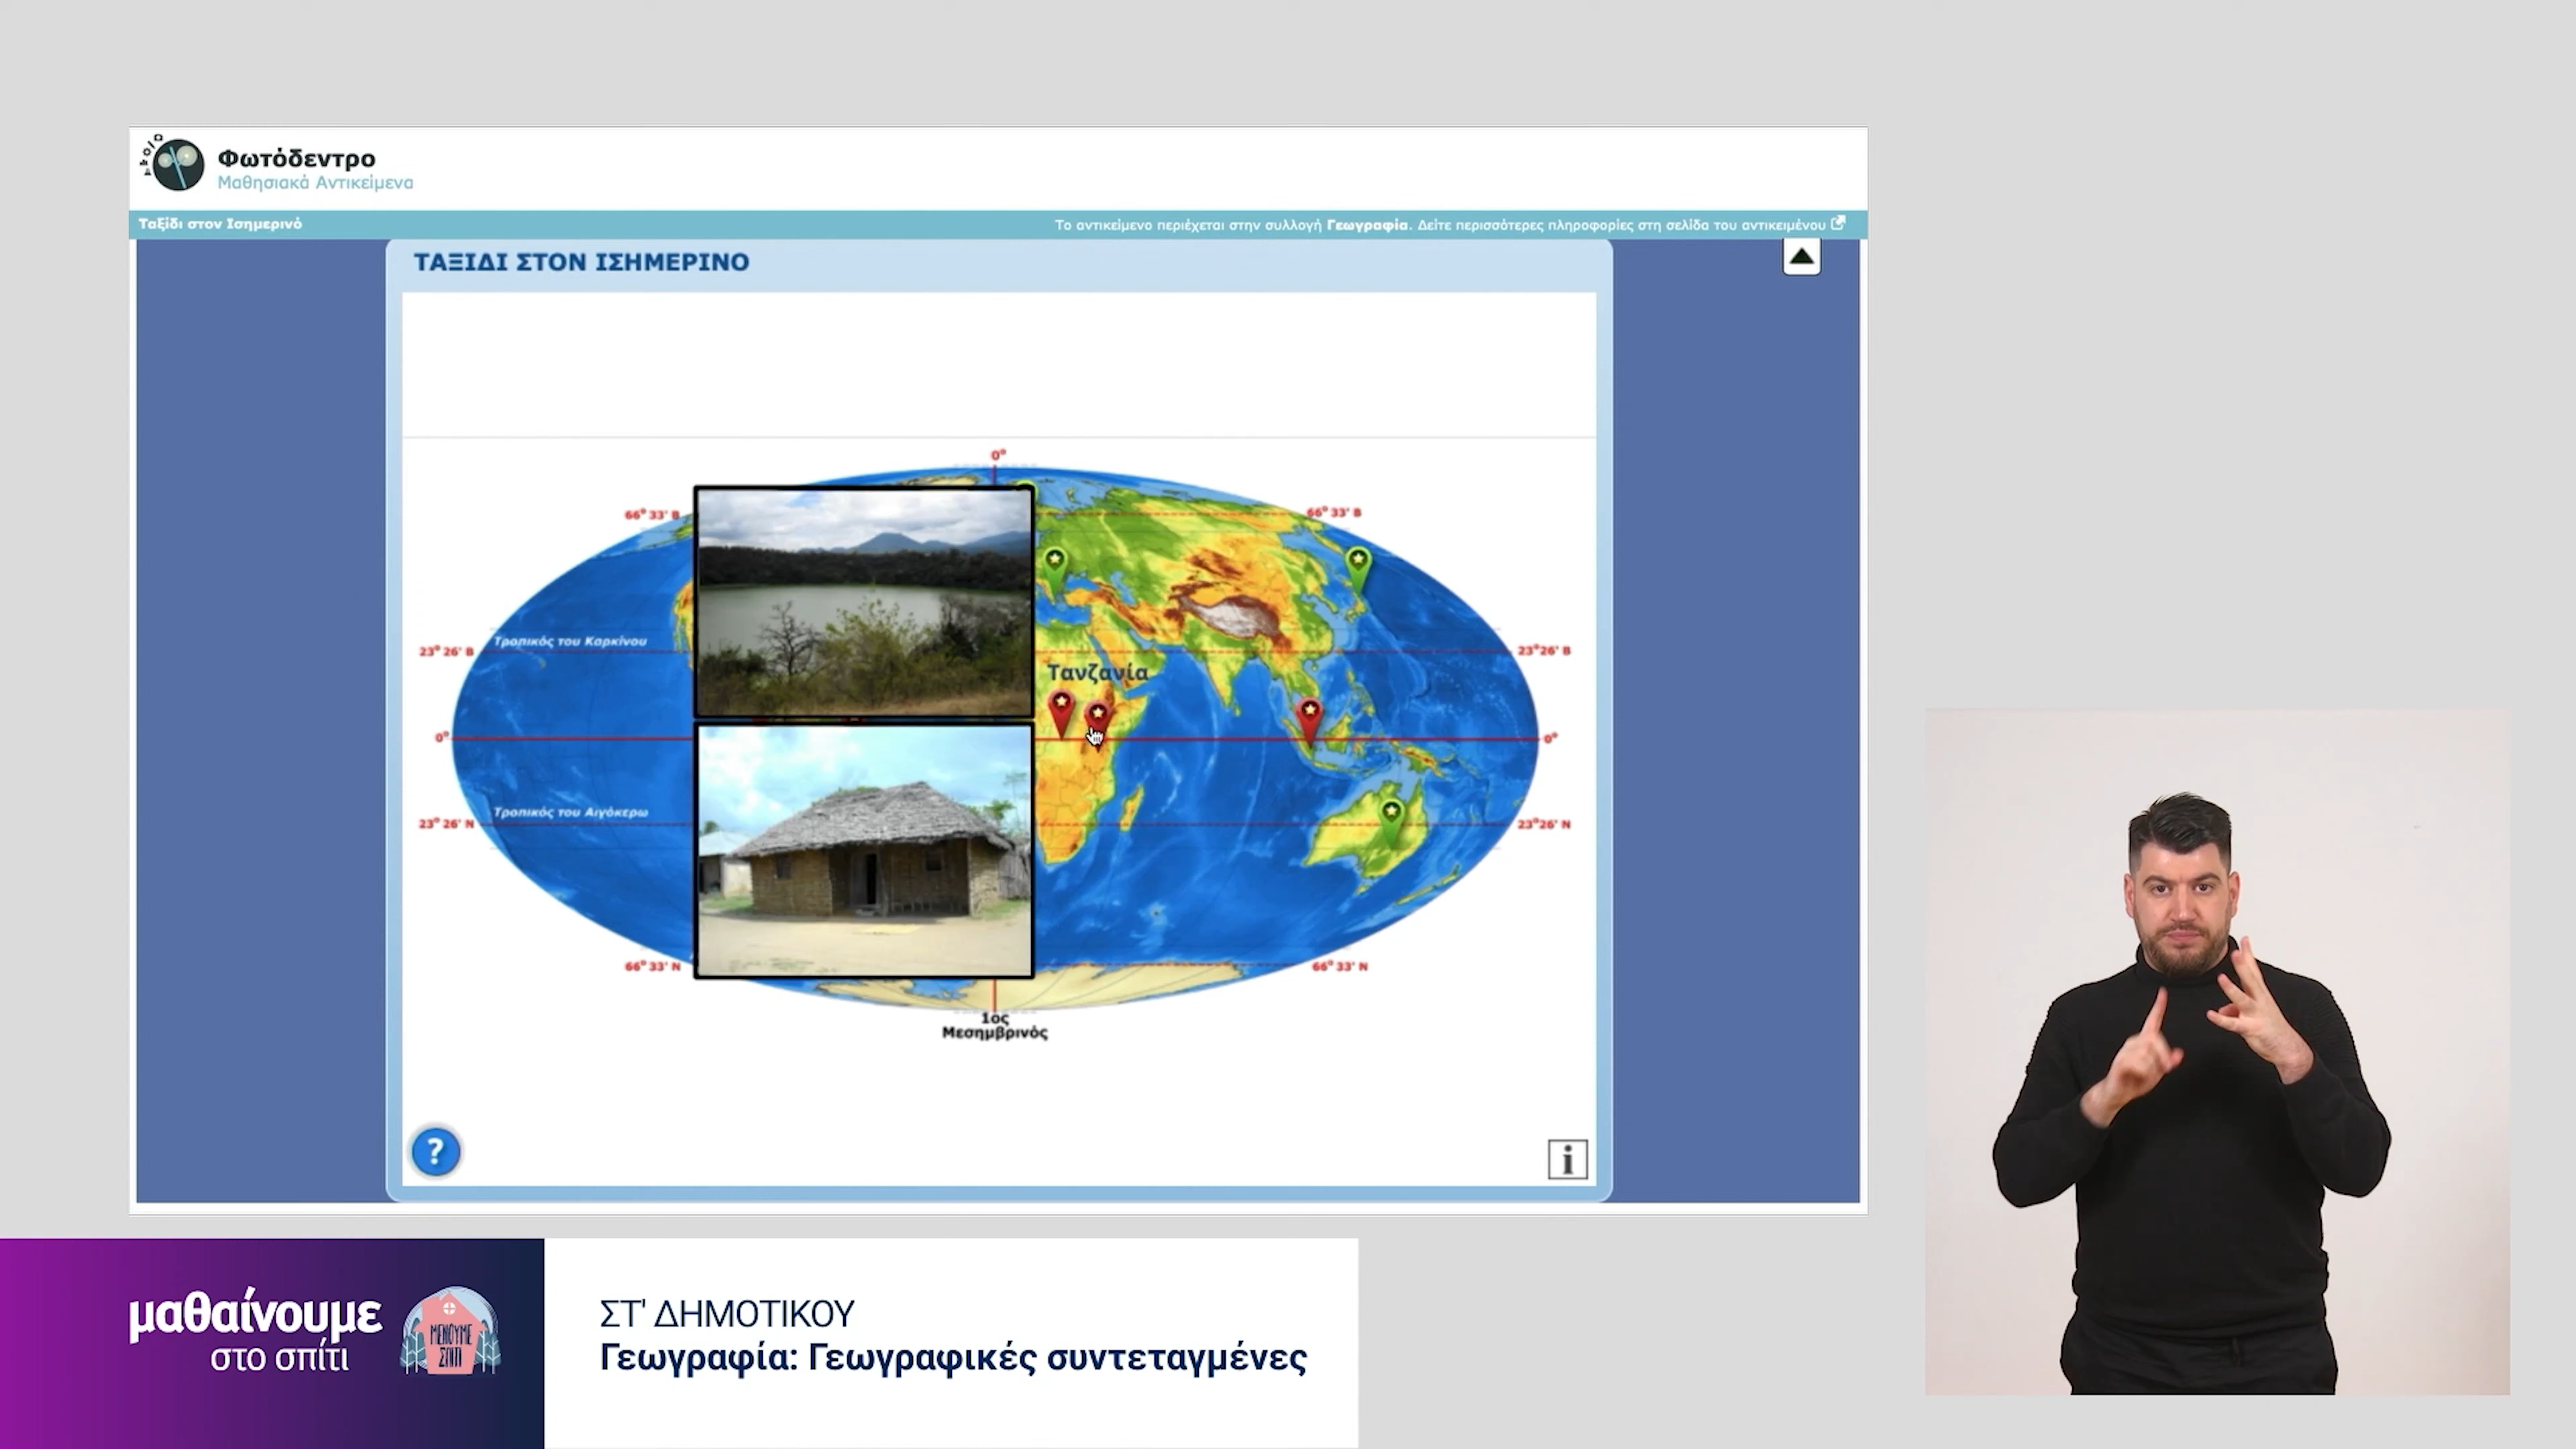 Φωτόδεντρο
Μαθησιακά Αντικείμενα
Ταξίδι στον Ισημερινό
Το αντικείμενο περιέχεται στην συλλογή Γεωγραφία. Δείτε περισσότερες πληροφορίες στη σελίδα του αντικειμένου
ΤΑΞΙΔΙ ΣΤΟΝ ΙΣΗΜΕΡΙΝΟ
0°
66° 33' Β
66° 33' Β
Τροπικός του Καρκίνου
23° 26' Β
23°26' Β
Τανζανία
0°
0°
Τροπικός του Αιγόκερω
23° 26' Ν
23°26' Ν
66° 33' Ν
66° 33' Ν
1ος
Μεσημβρινός
?
i
μαθαίνουμε
στο σπίτι
ΜΕΝΟΥΜΕ
ΣΠΙΤΙ
ΣΤ' ΔΗΜΟΤΙΚΟΥ
Γεωγραφία: Γεωγραφικές συντεταγμένες